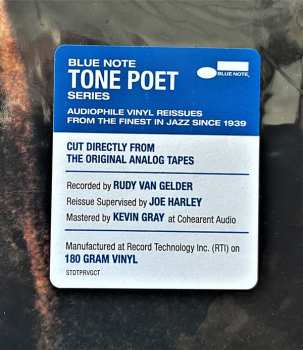 BLUE NOTE
TONE POET
SERIES
BLUE NOTE
AUDIOPHILE VINYL REISSUES
FROM THE FINEST IN JAZZ SINCE 1939
CUT DIRECTLY FROM
THE ORIGINAL ANALOG TAPES
Recorded by RUDY VAN GELDER
Reissue Supervised by JOE HARLEY
Mastered by KEVIN GRAY at Cohearent Audio
Manufactured at Record Technology Inc. (RTI) on
180 GRAM VINYL
STDTPRVGCT